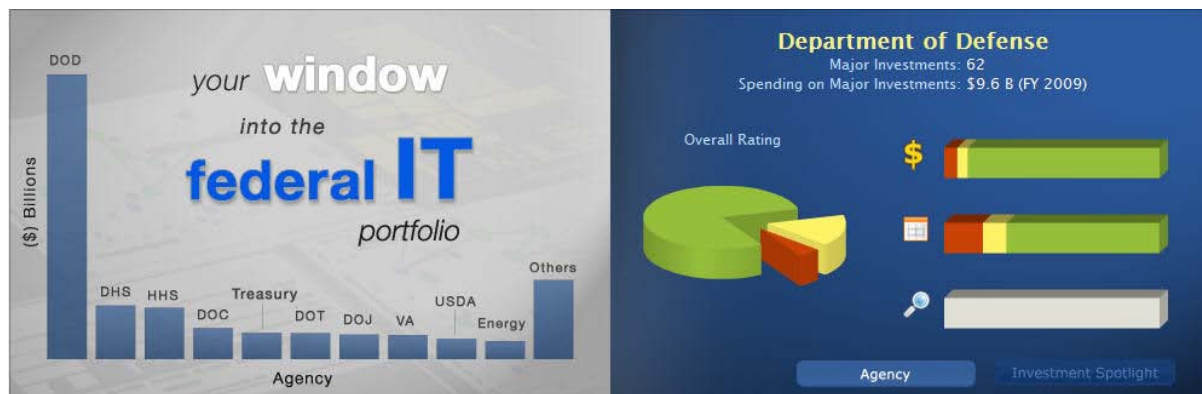 your window
into the
federal IT
portfolio
($) Billions
DOD
DHS
HHS
DOC
Treasury
DOT
DOJ
VA
USDA
Energy
Others
Agency
Department of Defense
Major Investments: 62
Spending on Major Investments: $9.6 B (FY 2009)
Overall Rating
$
Agency
Investment Spotlight